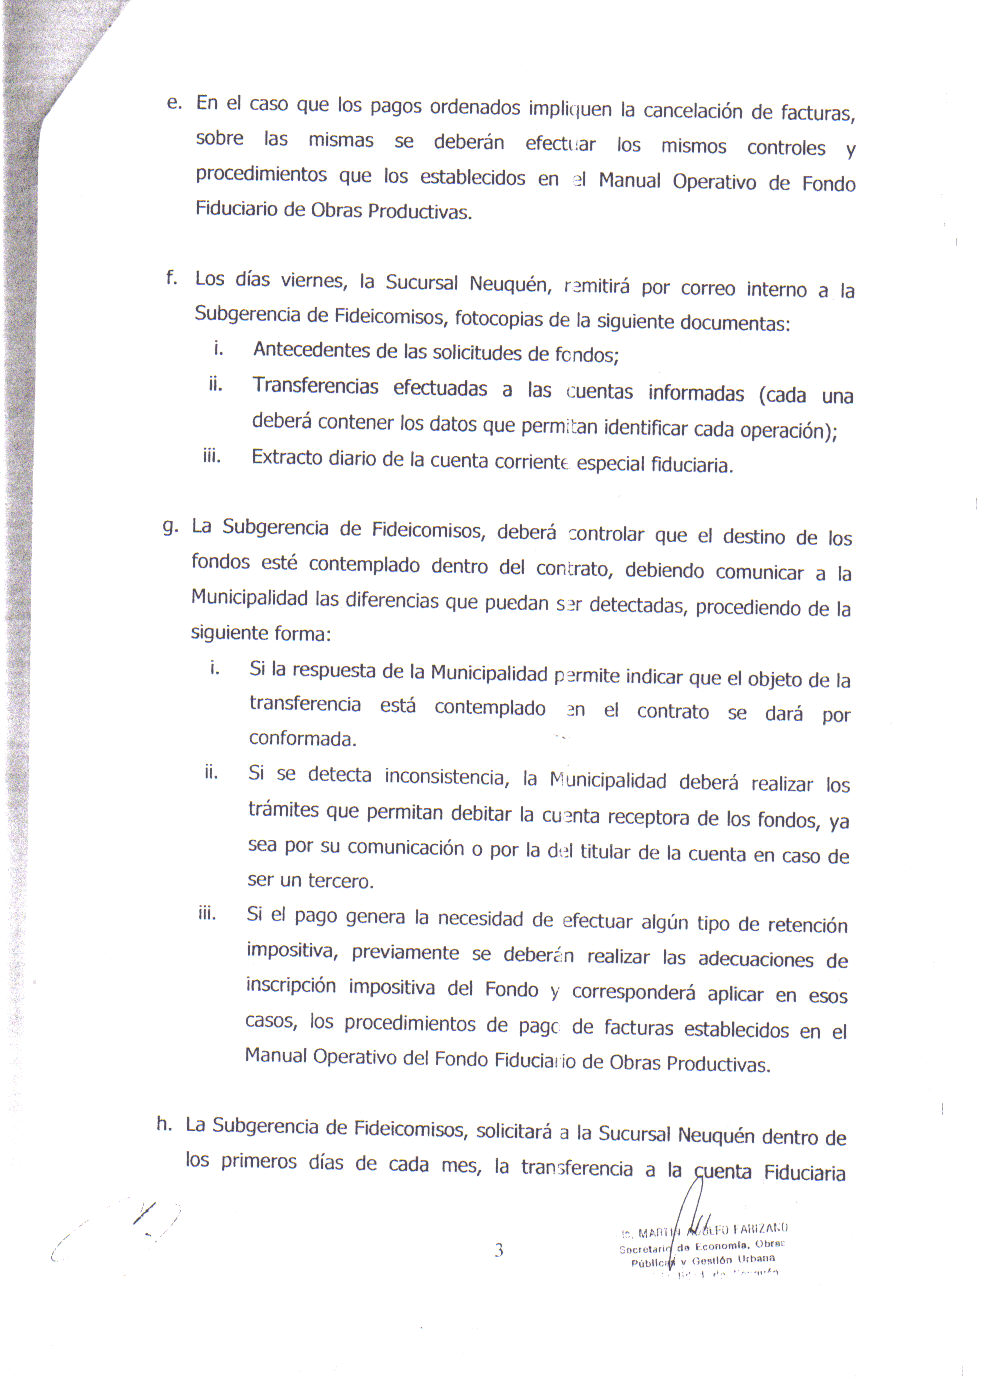 e. En el caso que los pagos ordenados impliquen la cancelación de facturas,
sobre las mismas se deberán efectuar los mismos controles y
procedimientos que los establecidos en el Manual Operativo de Fondo
Fiduciario de Obras Productivas.
f. Los días viernes, la Sucursal Neuquén, remitirá por correo interno a la
Subgerencia de Fideicomisos, fotocopias de la siguiente documentas:
i. Antecedentes de las solicitudes de fondos;
ii. Transferencias efectuadas a las cuentas informadas (cada una
deberá contener los datos que permitan identificar cada operación);
iii. Extracto diario de la cuenta corriente especial fiduciaria.
g. La Subgerencia de Fideicomisos, deberá controlar que el destino de los
fondos esté contemplado dentro del contrato, debiendo comunicar a la
Municipalidad las diferencias que puedan ser detectadas, procediendo de la
siguiente forma:
i. Si la respuesta de la Municipalidad permite indicar que el objeto de la
transferencia está contemplado en el contrato se dará por
conformada.
ii. Si se detecta inconsistencia, la Municipalidad deberá realizar los
trámites que permitan debitar la cuenta receptora de los fondos, ya
sea por su comunicación o por la del titular de la cuenta en caso de
ser un tercero.
iii. Si el pago genera la necesidad de efectuar algún tipo de retención
impositiva, previamente se deberán realizar las adecuaciones de
inscripción impositiva del Fondo y corresponderá aplicar en esos
casos, los procedimientos de pago de facturas establecidos en el
Manual Operativo del Fondo Fiduciario de Obras Productivas.
h. La Subgerencia de Fideicomisos, solicitará a la Sucursal Neuquén dentro de
los primeros días de cada mes, la transferencia a la cuenta Fiduciaria
MARTIN ADOLFO FARIZANO
Secretario de Economía, Obras
Públicas y Gestión Urbana
3